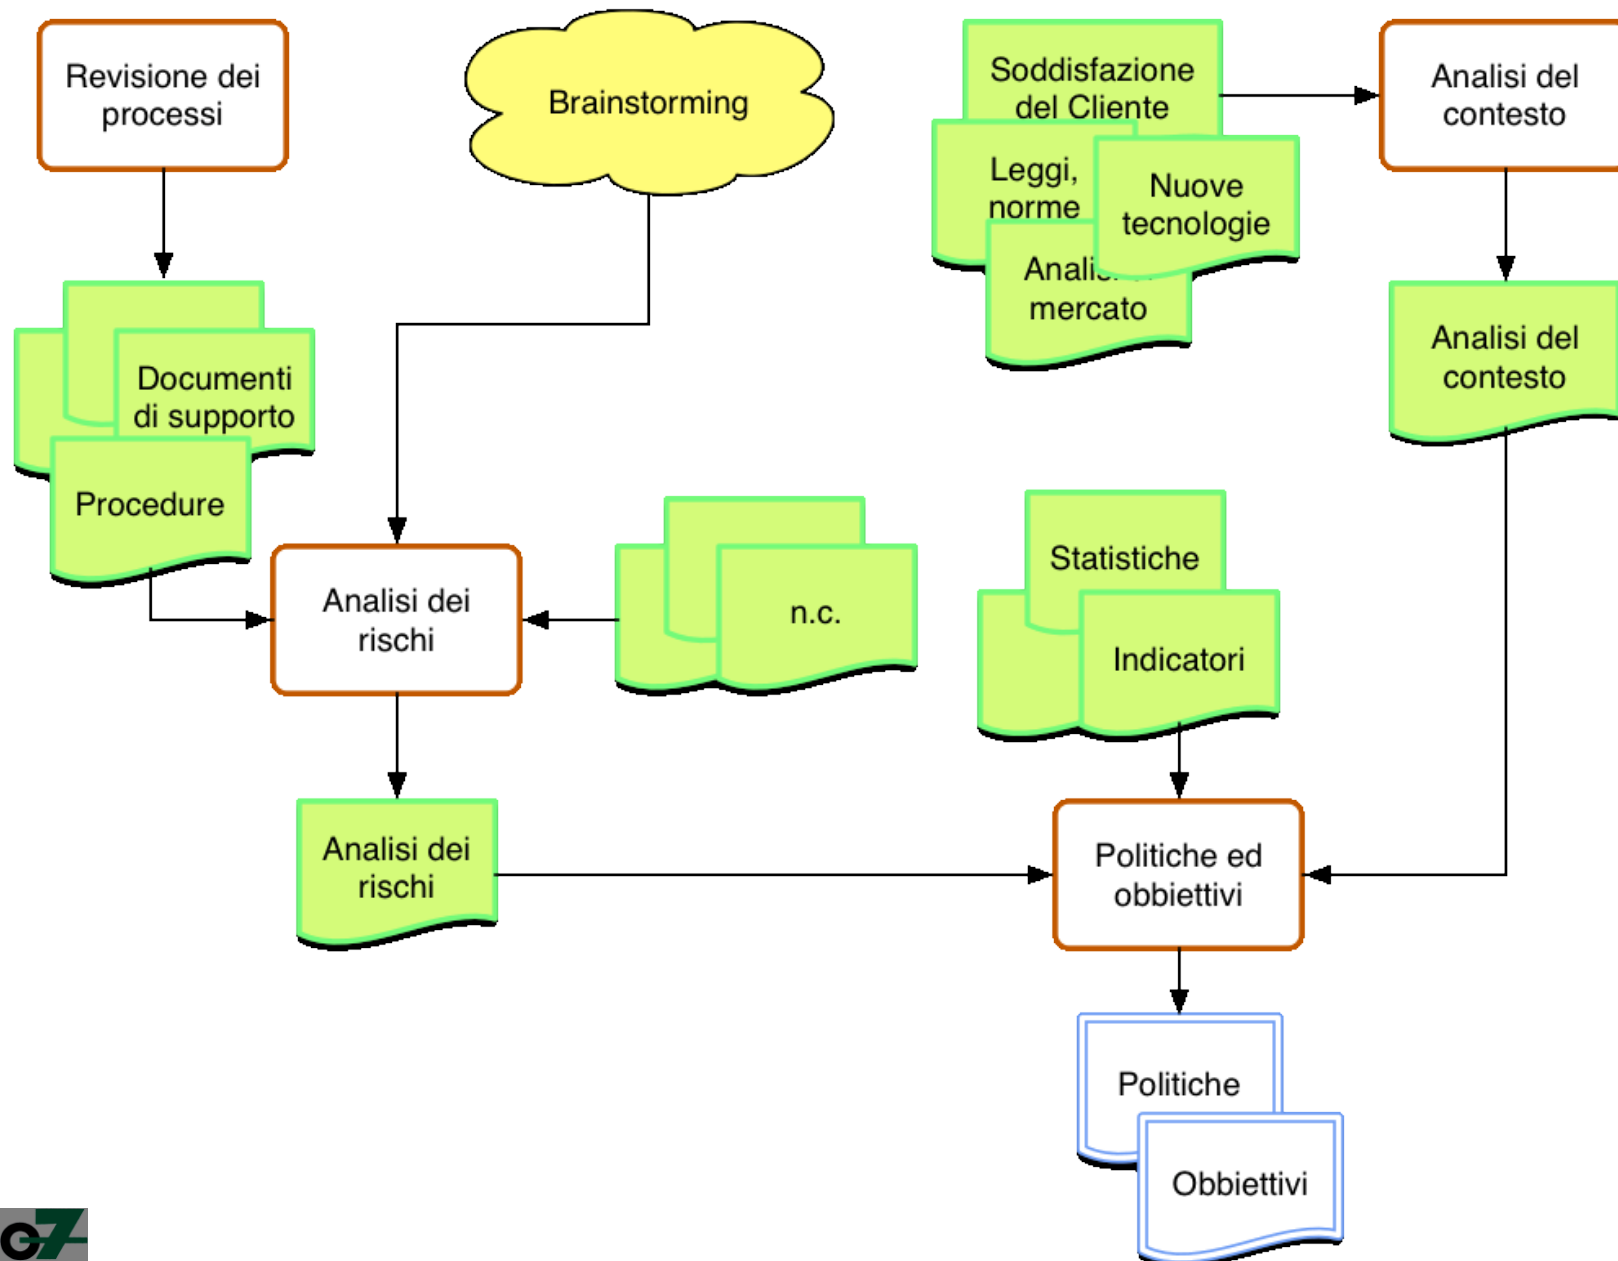 Revisione dei
processi
Brainstorming
Soddisfazione
del Cliente
Analisi del
contesto
Leggi,
norme
Nuove
tecnologie
mercato
Documenti
di supporto
Procedure
Analisi del
contesto
Analisi dei
rischi
n.c.
Statistiche
Indicatori
Analisi dei
rischi
Politiche ed
obbiettivi
Politiche
Obbiettivi